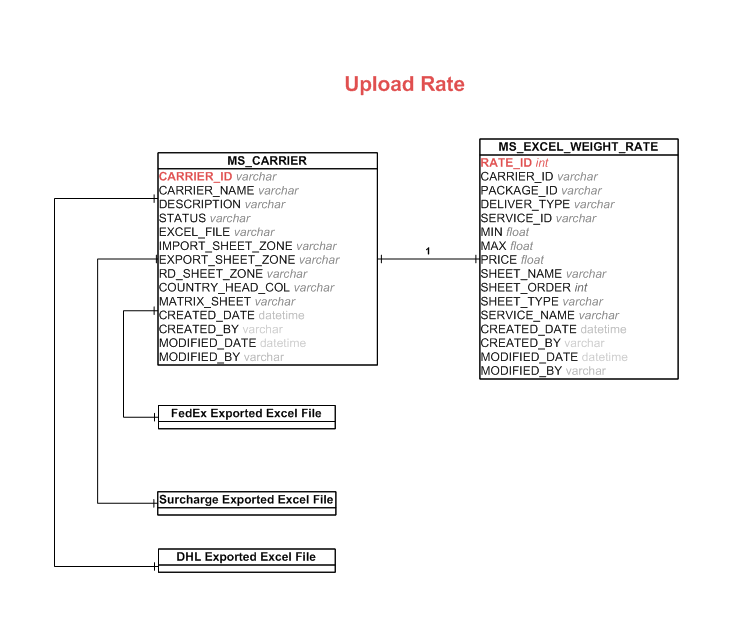 Upload Rate
MS_CARRIER
CARRIER_ID varchar
CARRIER_NAME varchar
DESCRIPTION varchar
STATUS varchar
EXCEL_FILE varchar
IMPORT_SHEET_ZONE varchar
EXPORT_SHEET_ZONE varchar
RD_SHEET_ZONE varchar
COUNTRY_HEAD_COL varchar
MATRIX_SHEET varchar
CREATED_DATE datetime
CREATED_BY varchar
MODIFIED_DATE datetime
MODIFIED_BY varchar
1
MS_EXCEL_WEIGHT_RATE
RATE_ID int
CARRIER_ID varchar
PACKAGE_ID varchar
DELIVER_TYPE varchar
SERVICE_ID varchar
MIN float
MAX float
PRICE float
SHEET_NAME varchar
SHEET_ORDER int
SHEET_TYPE varchar
SERVICE_NAME varchar
CREATED_DATE datetime
CREATED_BY varchar
MODIFIED_DATE datetime
MODIFIED_BY varchar
FedEx Exported Excel File
Surcharge Exported Excel File
DHL Exported Excel File